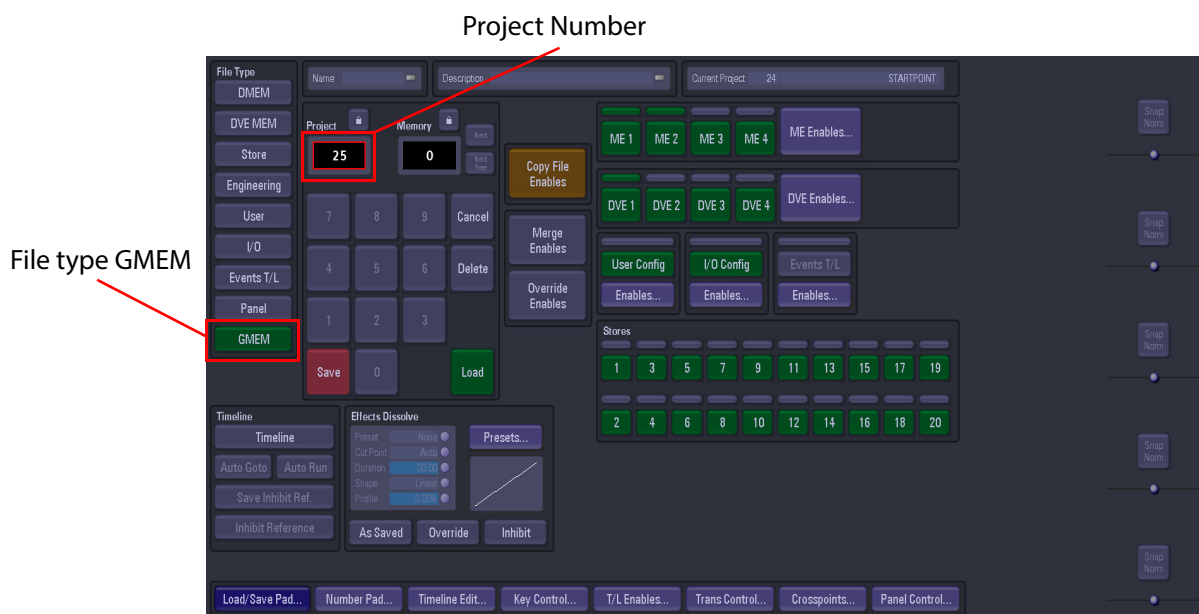 Project Number
File type GMEM
File Type
DMEM
DVE MEM
Store
Engineering
User
I/O
Events T/L
Panel
GMEM
Name
Description
Current Project 24 STARTPOINT
Project
Memory
25
0
Next
Next Free
7 8 9 Cancel
4 5 6 Delete
1 2 3
Save 0 Load
Copy File
Enables
Merge
Enables
Override
Enables
ME 1 ME 2 ME 3 ME 4 ME Enables...
DVE 1 DVE 2 DVE 3 DVE 4 DVE Enables...
User Config I/O Config Events T/L
Enables... Enables... Enables...
Stores
1 3 5 7 9 11 13 15 17 19
2 4 6 8 10 12 14 16 18 20
Timeline
Timeline
Auto Goto Auto Run
Save Inhibit Ref.
Inhibit Reference
Effects Dissolve
Preset None
Cut Point Auto
Duration 00:00
Shape Linear
Profile 0.00%
Presets...
As Saved Override Inhibit
Snap
Norm
Snap
Norm
Snap
Norm
Snap
Norm
Snap
Norm
Load/Save Pad... Number Pad... Timeline Edit... Key Control... T/L Enables... Trans Control... Crosspoints... Panel Control...